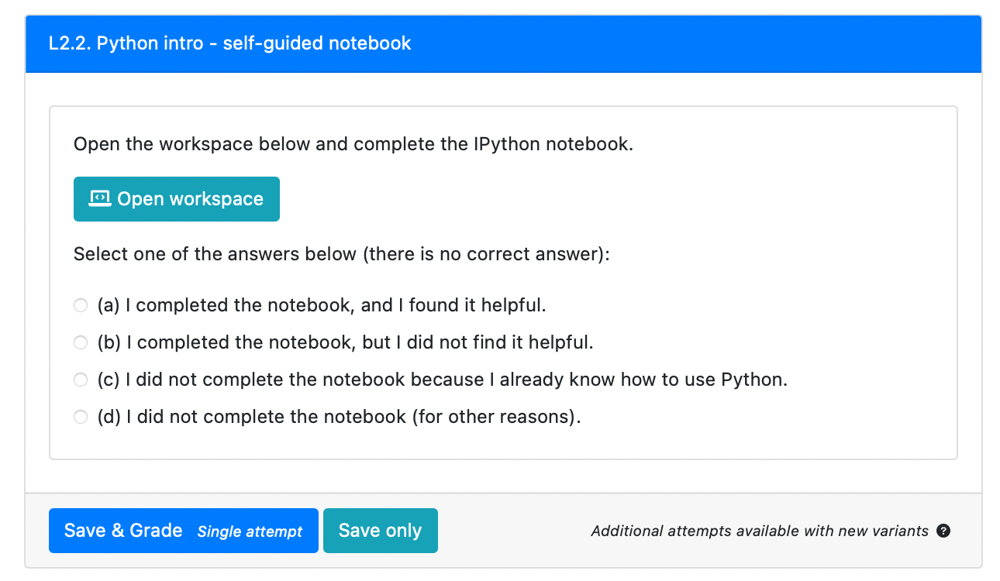 L2.2. Python intro - self-guided notebook
Open the workspace below and complete the IPython notebook.
Open workspace
Select one of the answers below (there is no correct answer):
(a) I completed the notebook, and I found it helpful.
(b) I completed the notebook, but I did not find it helpful.
(c) I did not complete the notebook because I already know how to use Python.
(d) I did not complete the notebook (for other reasons).
Save & Grade Single attempt Save only Additional attempts available with new variants ?